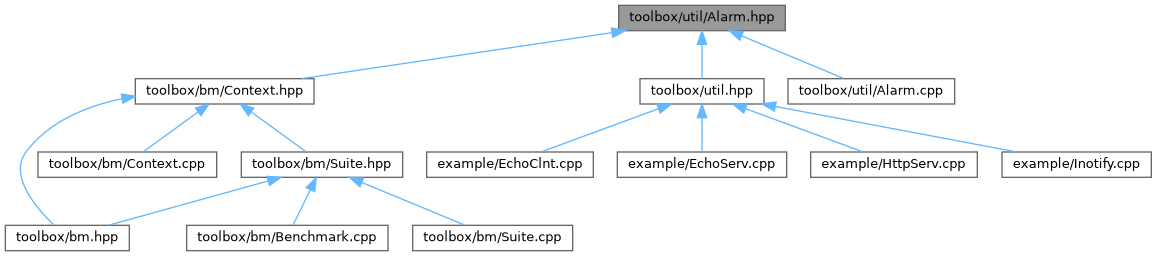 toolbox/util/Alarm.hpp
toolbox/bm/Context.hpp
toolbox/util.hpp
toolbox/util/Alarm.cpp
toolbox/bm/Context.cpp
toolbox/bm/Suite.hpp
example/EchoClnt.cpp
example/EchoServ.cpp
example/HttpServ.cpp
example/Inotify.cpp
toolbox/bm.hpp
toolbox/bm/Benchmark.cpp
toolbox/bm/Suite.cpp